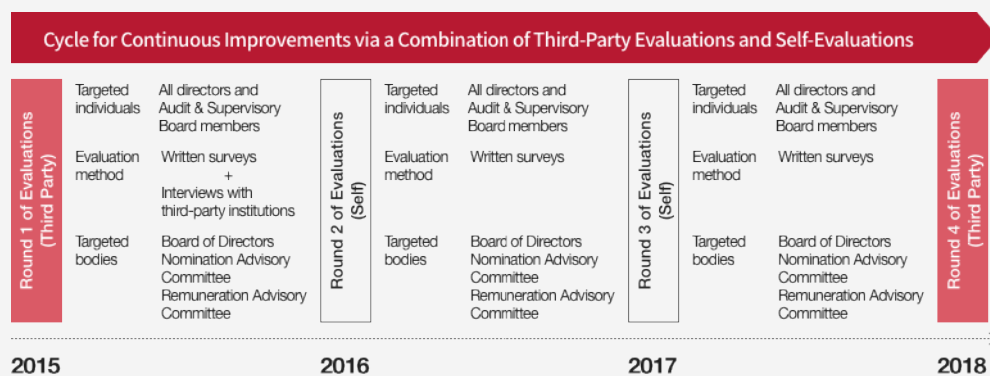 Cycle for Continuous Improvements via a Combination of Third-Party Evaluations and Self-Evaluations
Round 1 of Evaluations
(Third Party)
Targeted
individuals
All directors and
Audit & Supervisory
Board members
Evaluation
method
Written surveys
+
Interviews with
third-party institutions
Targeted
bodies
Board of Directors
Nomination Advisory
Committee
Remuneration Advisory
Committee
Round 2 of Evaluations
(Self)
Targeted
individuals
All directors and
Audit & Supervisory
Board members
Evaluation
method
Written surveys
Targeted
bodies
Board of Directors
Nomination Advisory
Committee
Remuneration Advisory
Committee
Round 3 of Evaluations
(Self)
Targeted
individuals
All directors and
Audit & Supervisory
Board members
Evaluation
method
Written surveys
Targeted
bodies
Board of Directors
Nomination Advisory
Committee
Remuneration Advisory
Committee
Round 4 of Evaluations
(Third Party)
2015
2016
2017
2018